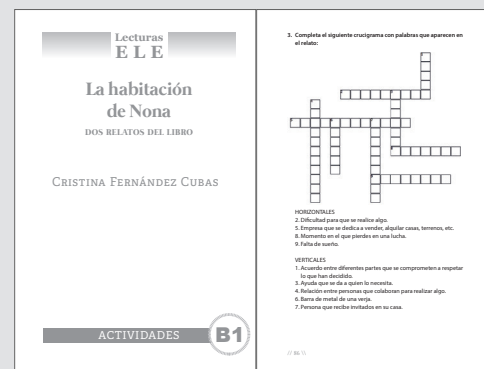 Lecturas
ELE
La habitación
de Nona
DOS RELATOS DEL LIBRO
CRISTINA FERNÁNDEZ CUBAS
ACTIVIDADES
B1
3. Completa el siguiente crucigrama con palabras que aparecen en
el relato:
HORIZONTALES
2. Dificultad para que se realice algo.
5. Empresa que se dedica a vender, alquilar casas, terrenos, etc.
8. Momento en el que pierdes en una lucha.
9. Falta de sueño.
VERTICALES
1. Acuerdo entre diferentes partes que se comprometen a respetar
lo que han decidido.
3. Ayuda que se da a quien lo necesita.
4. Relación entre personas que colaboran para realizar algo.
6. Barra de metal de una verja.
7. Persona que recibe invitados en su casa.